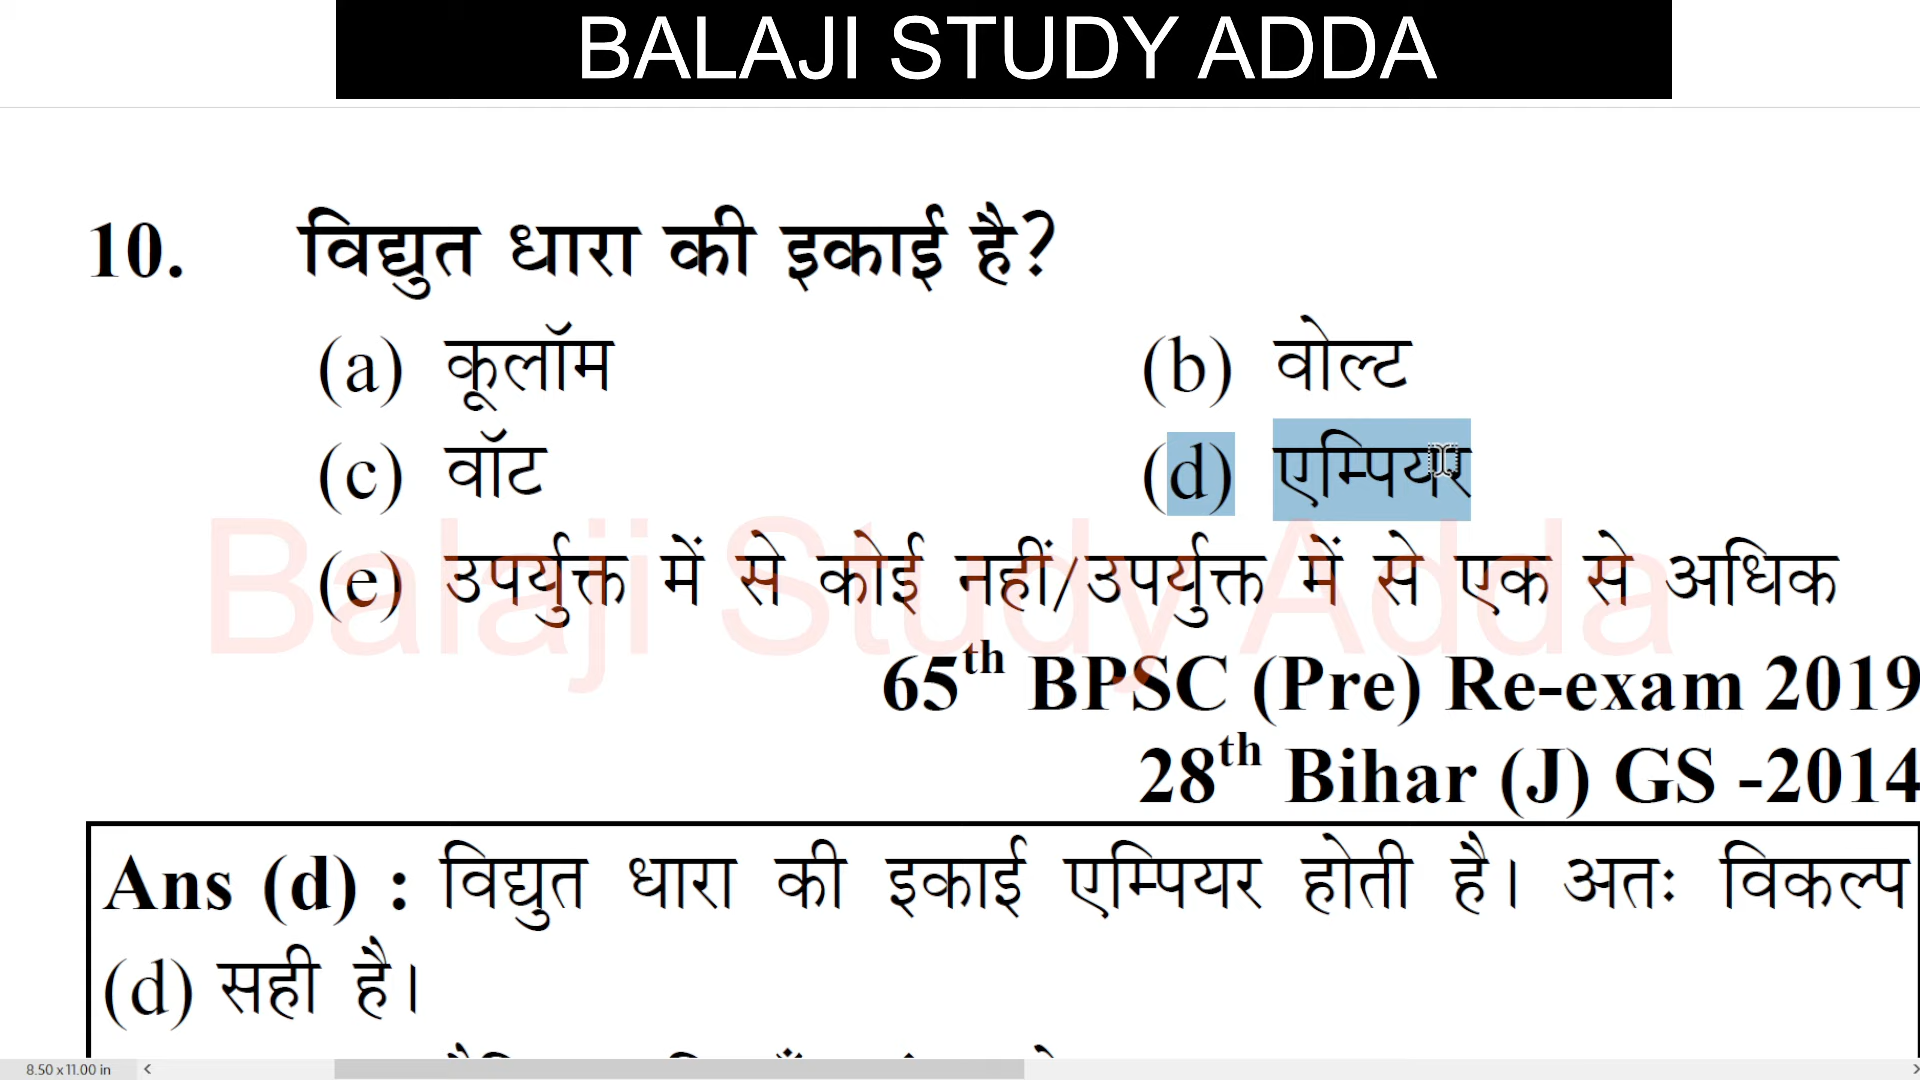 BALAJI STUDY ADDA
10. विद्युत धारा की इकाई है?
(a) कूलॉम (b) वोल्ट
(c) वॉट (d) एम्पियर
(e) उपर्युक्त में से कोई नहीं/उपर्युक्त में से एक से अधिक
Balaji Study Adda
65th BPSC (Pre) Re-exam 2019
28th Bihar (J) GS -2014
Ans (d) : विद्युत धारा की इकाई एम्पियर होती है। अतः विकल्प
(d) सही है।
8.50 x 11.00 in